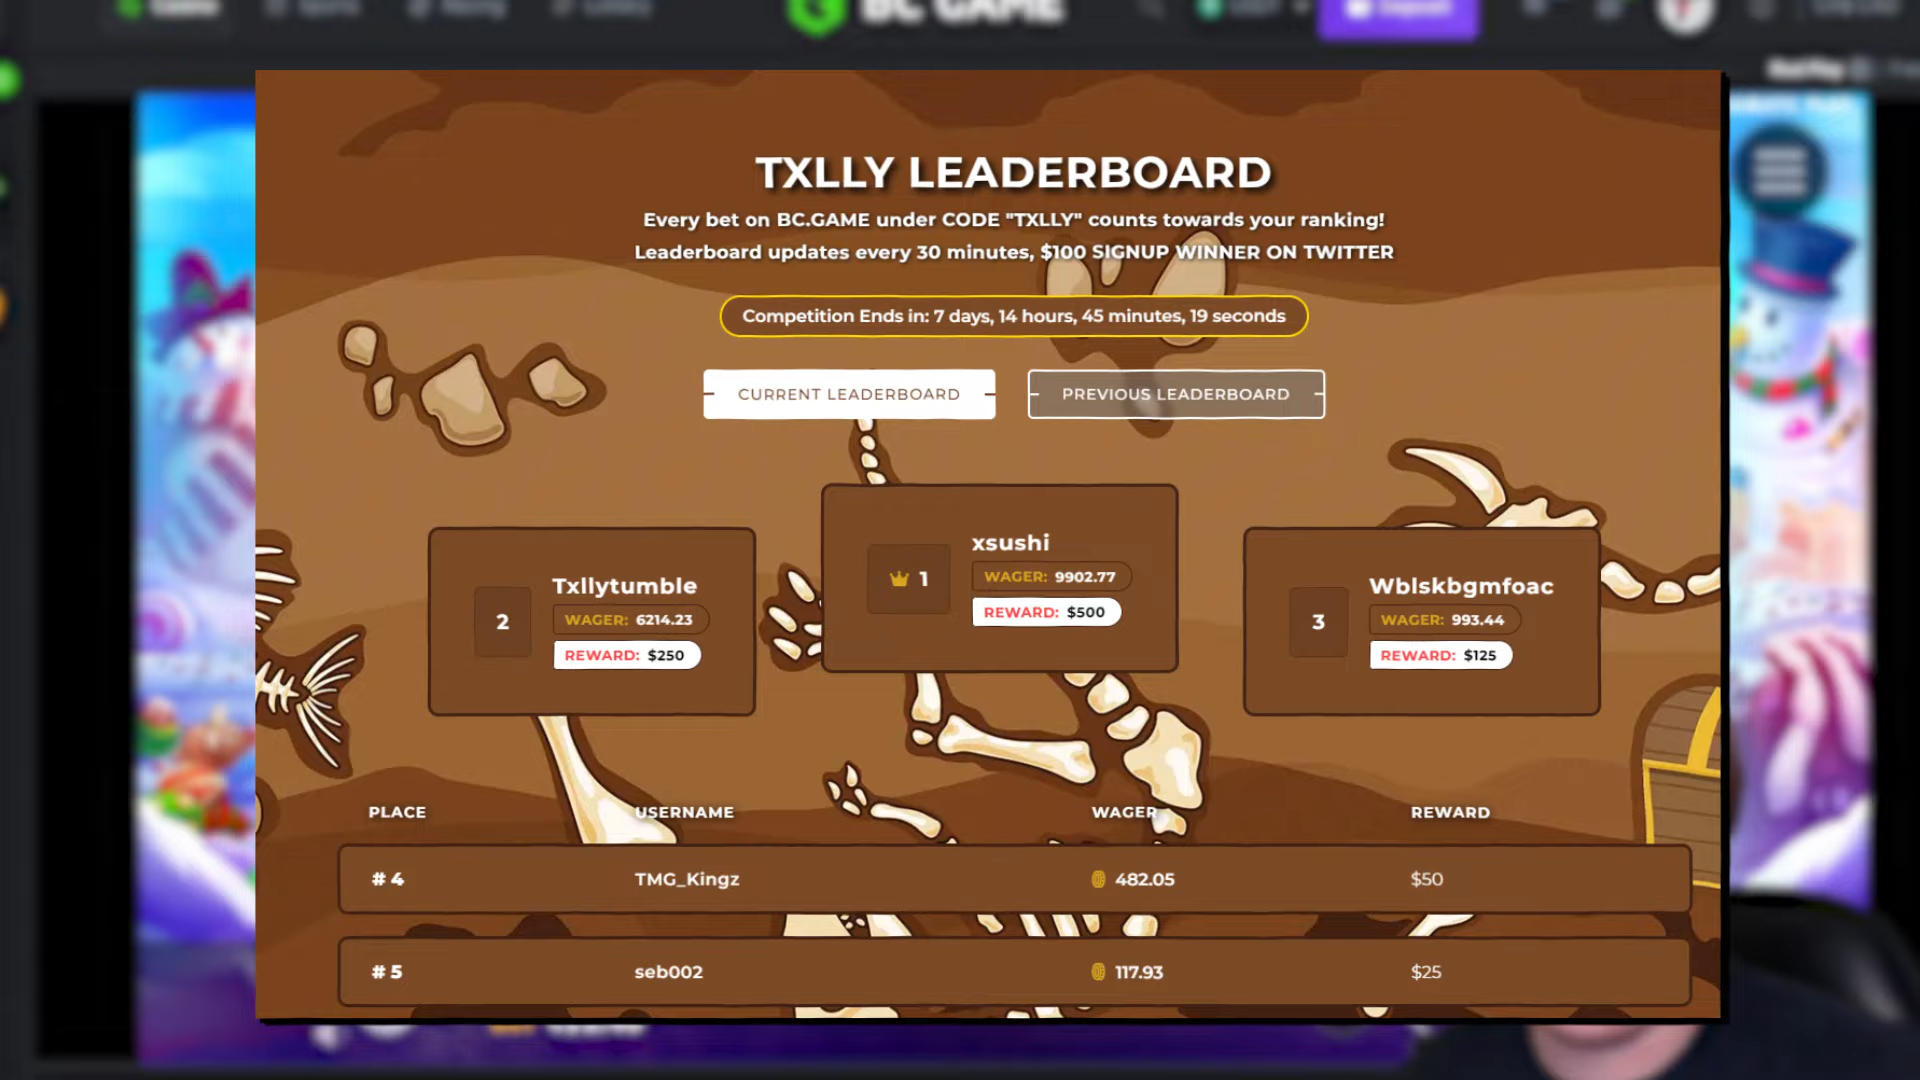 BC GAME
TXLLY LEADERBOARD
Every bet on BC.GAME under CODE "TXLLY" counts towards your ranking!
Leaderboard updates every 30 minutes, $100 SIGNUP WINNER ON TWITTER
Competition Ends in: 7 days, 14 hours, 45 minutes, 19 seconds
CURRENT LEADERBOARD
PREVIOUS LEADERBOARD
2
Txllytumble
WAGER: 6214.23
REWARD: $250
1
xsushi
WAGER: 9902.77
REWARD: $500
3
Wblskbgmfoac
WAGER: 993.44
REWARD: $125
PLACE USERNAME WAGER REWARD
# 4 TMG_Kingz 482.05 $50
# 5 seb002 117.93 $25